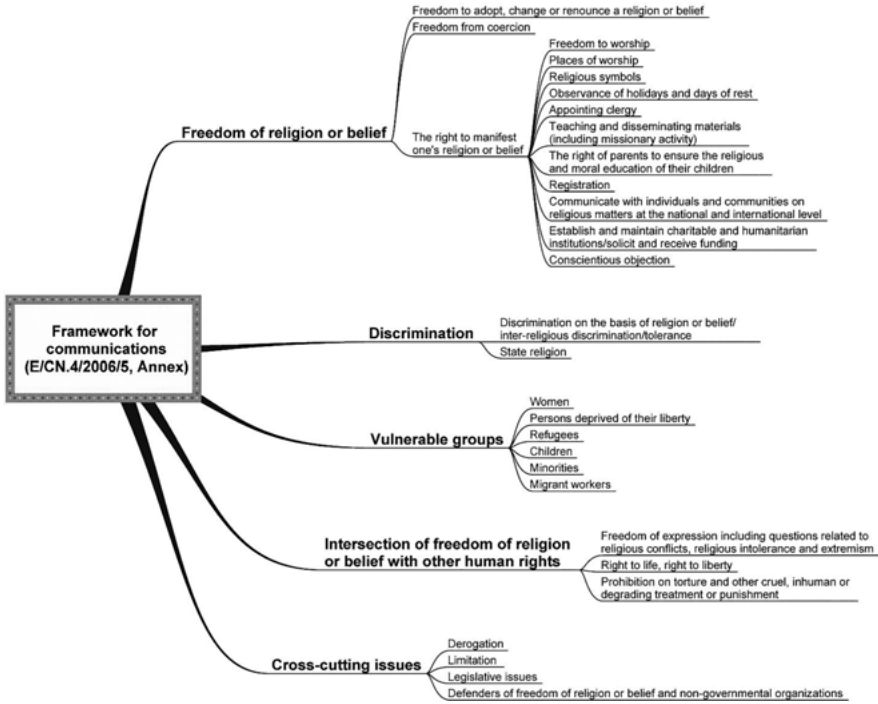 Framework for
communications
(E/CN.4/2006/5, Annex)
Freedom of religion or belief
Freedom to adopt, change or renounce a religion or belief
Freedom from coercion
The right to manifest
one's religion or belief
Freedom to worship
Places of worship
Religious symbols
Observance of holidays and days of rest
Appointing clergy
Teaching and disseminating materials
(including missionary activity)
The right of parents to ensure the religious
and moral education of their children
Registration
Communicate with individuals and communities on
religious matters at the national and international level
Establish and maintain charitable and humanitarian
institutions/solicit and receive funding
Conscientious objection
Discrimination
Discrimination on the basis of religion or belief/
inter-religious discrimination/tolerance
State religion
Vulnerable groups
Women
Persons deprived of their liberty
Refugees
Children
Minorities
Migrant workers
Intersection of freedom of religion
or belief with other human rights
Freedom of expression including questions related to
religious conflicts, religious intolerance and extremism
Right to life, right to liberty
Prohibition on torture and other cruel, inhuman or
degrading treatment or punishment
Cross-cutting issues
Derogation
Limitation
Legislative issues
Defenders of freedom of religion or belief and non-governmental organizations